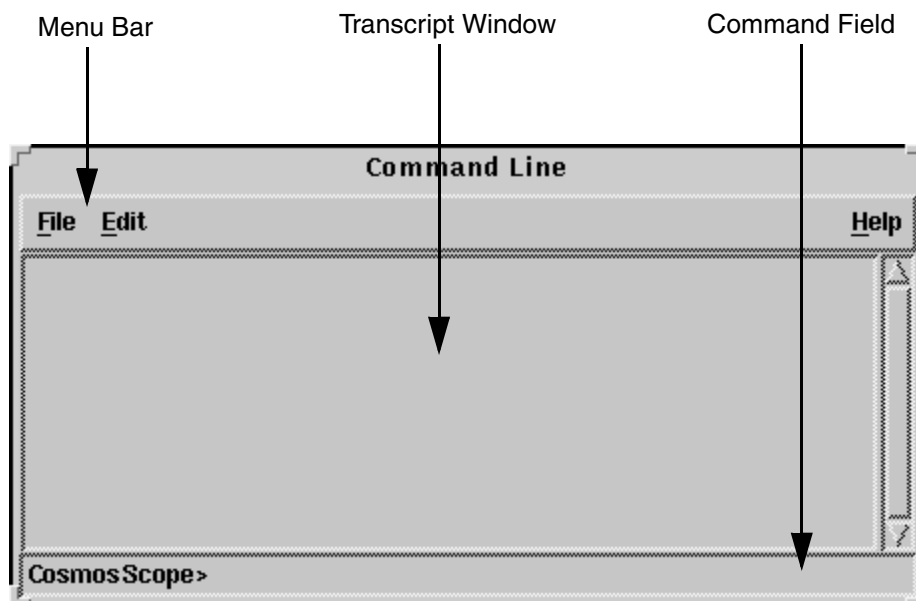 Menu Bar Transcript Window Command Field
Command Line
File Edit Help
CosmosScope>